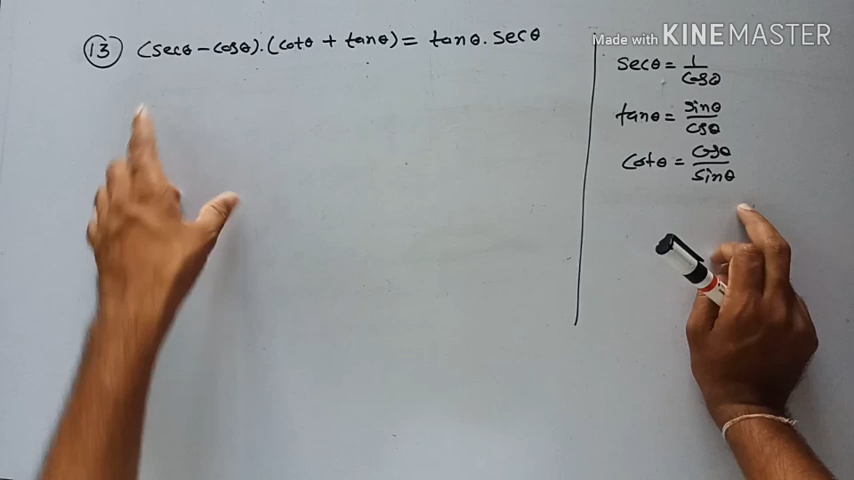 13 (secθ - cosθ).(cotθ + tanθ) = tanθ.secθ
Made with KINEMASTER
secθ = 1/cosθ
tanθ = sinθ/cosθ
cotθ = cosθ/sinθ